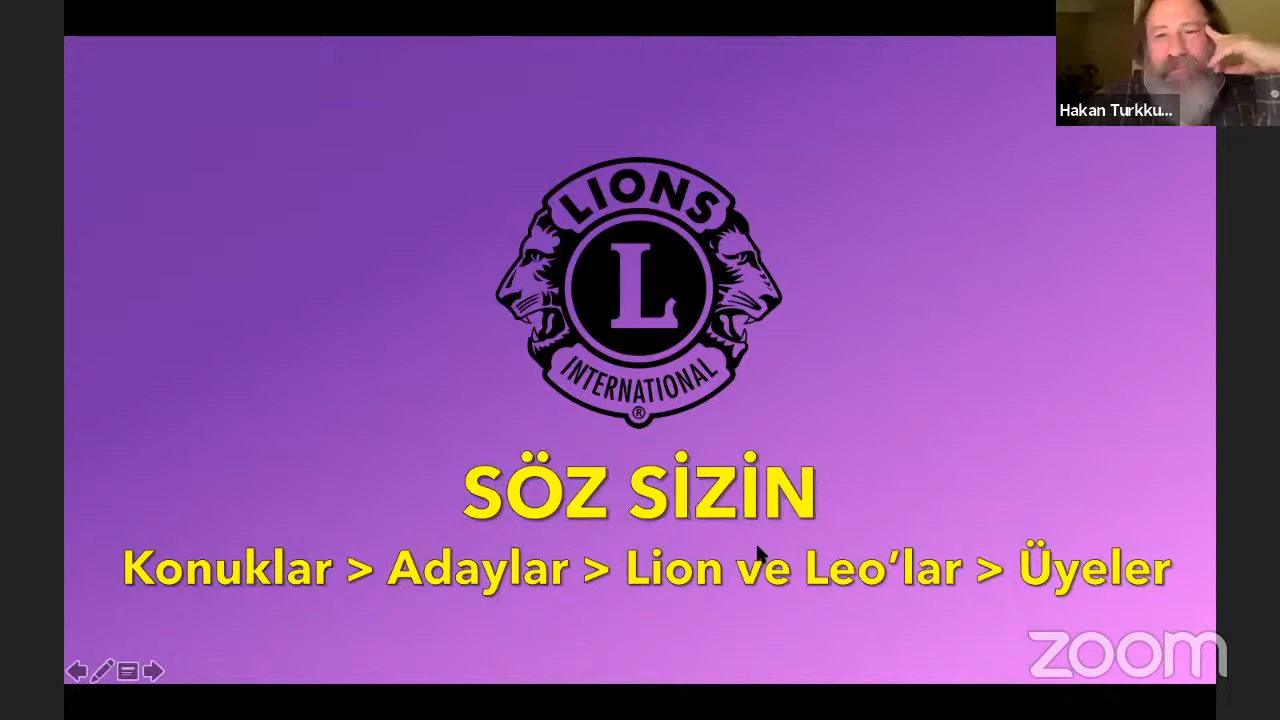 Hakan Turkku...
LIONS
L
INTERNATIONAL
®
SÖZ SİZİN
Konuklar > Adaylar > Lion ve Leo’lar > Üyeler
zoom